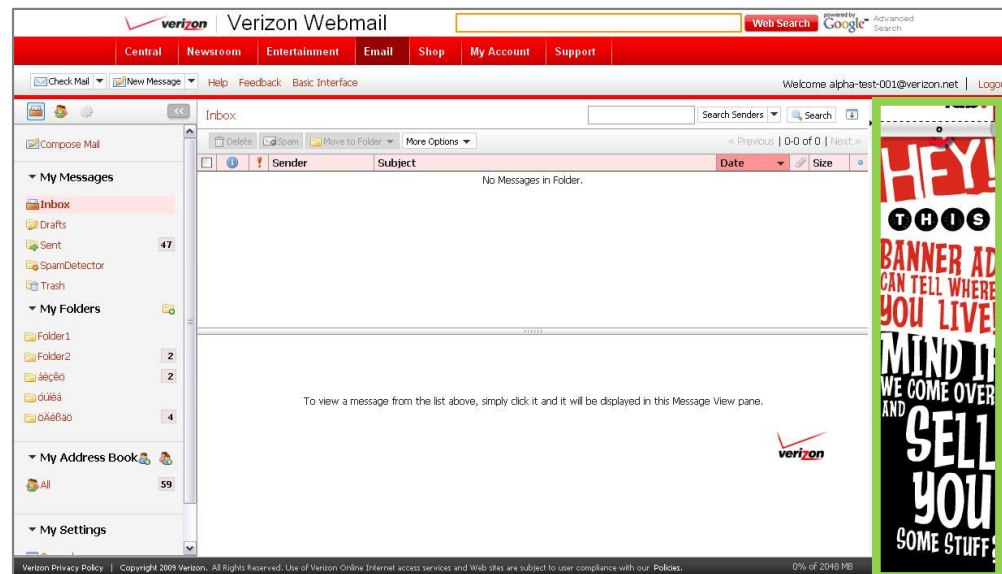 verizon Verizon Webmail Web Search powered by Google™ Advanced Search
Central Newsroom Entertainment Email Shop My Account Support
Check Mail New Message Help Feedback Basic Interface Welcome alpha-test-001@verizon.net | Logou
Inbox Search Senders Search
Compose Mail
Delete Spam Move to Folder More Options « Previous | 0-0 of 0 | Next »
! Sender Subject Date Size
No Messages in Folder.
My Messages
Inbox
Drafts
Sent 47
SpamDetector
Trash
My Folders
Folder1
Folder2 2
àèçêö 2
óúíéá
öÄéßäö 4
My Address Book
All 59
My Settings
To view a message from the list above, simply click it and it will be displayed in this Message View pane.
verizon
HEY!
THIS
BANNER AD
CAN TELL WHERE
YOU LIVE!
MIND IF
WE COME OVER
AND
SELL
YOU
SOME STUFF?
Verizon Privacy Policy | Copyright 2009 Verizon. All Rights Reserved. Use of Verizon Online Internet access services and Web sites are subject to user compliance with our Policies. 0% of 2048 MB